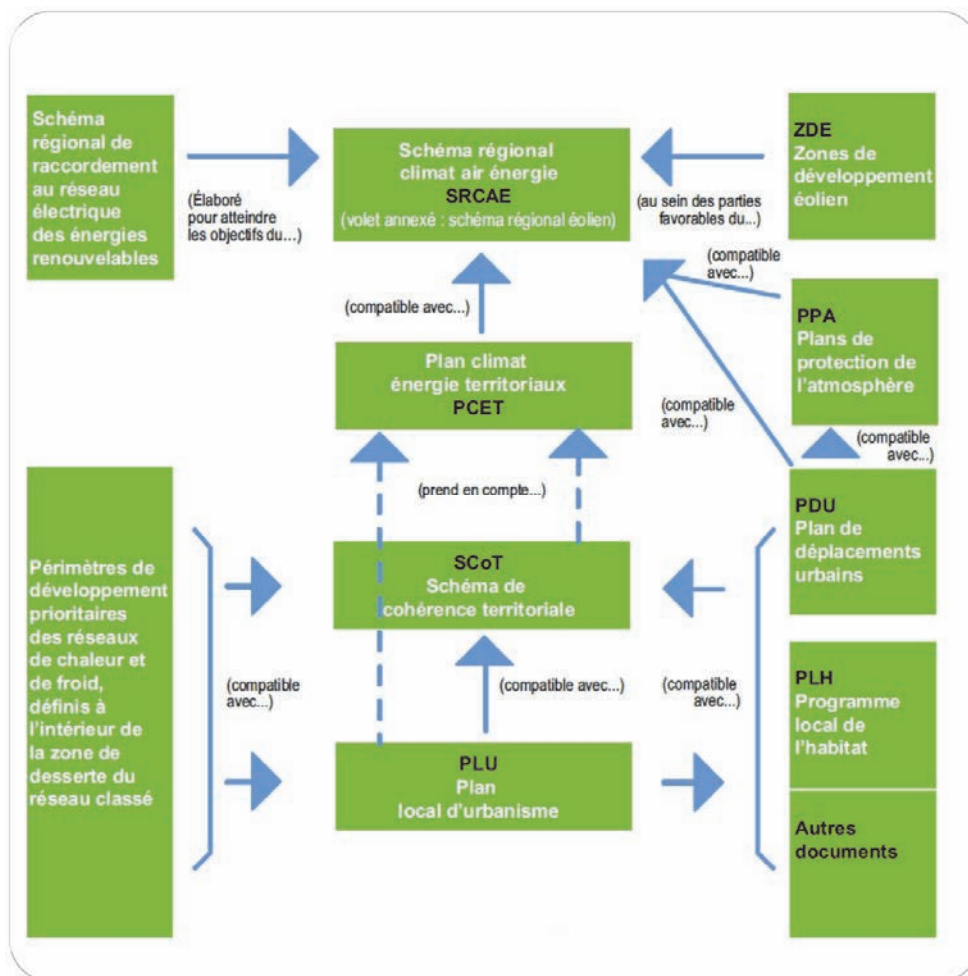 Schéma
régional de
raccordement
au réseau
électrique
des énergies
renouvelables
(Élaboré
pour atteindre
les objectifs du...)
Schéma régional
climat air énergie
SRCAE
(volet annexé : schéma régional éolien)
(au sein des parties
favorables du...)
ZDE
Zones de
développement
éolien
(compatible
avec...)
(compatible avec...)
PPA
Plans de
protection de
l'atmosphère
Plan climat
énergie territoriaux
PCET
(compatible
avec...)
(compatible
avec...)
(prend en compte...)
PDU
Plan de
déplacements
urbains
SCoT
Schéma de
cohérence territoriale
Périmètres de
développement
prioritaires
des réseaux
de chaleur et
de froid,
définis à
l'intérieur de
la zone de
desserte du
réseau classé
(compatible
avec...)
(compatible avec...)
(compatible
avec...)
PLH
Programme
local de
l'habitat
PLU
Plan
local d'urbanisme
Autres
documents